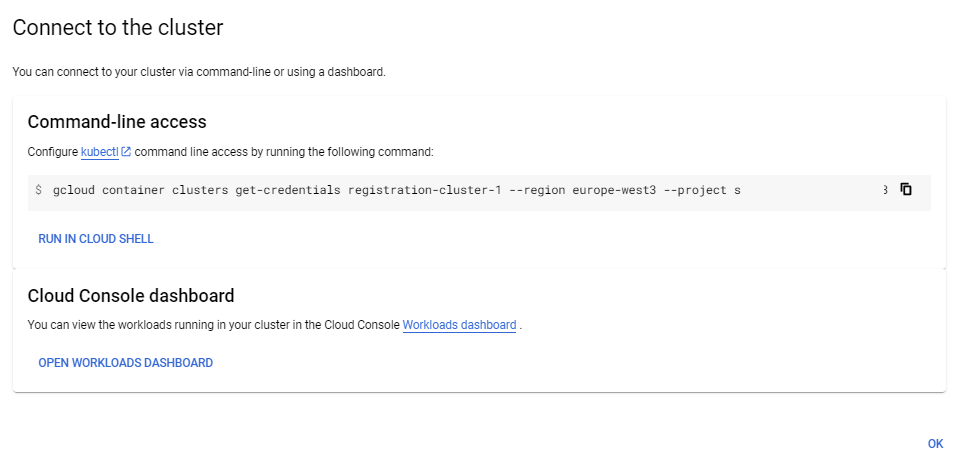 Connect to the cluster
You can connect to your cluster via command-line or using a dashboard.
Command-line access
Configure kubectl command line access by running the following command:
$ gcloud container clusters get-credentials registration-cluster-1 --region europe-west3 --project s
RUN IN CLOUD SHELL
Cloud Console dashboard
You can view the workloads running in your cluster in the Cloud Console Workloads dashboard .
OPEN WORKLOADS DASHBOARD
OK